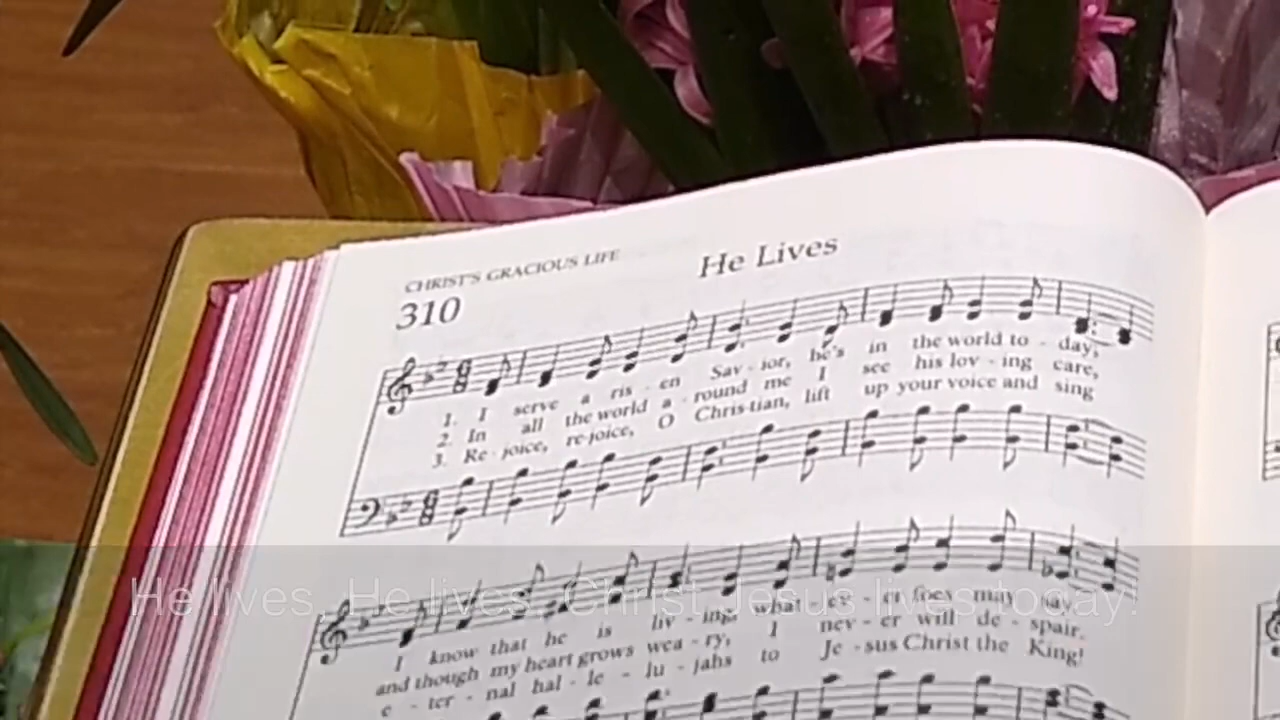 CHRIST'S GRACIOUS LIFE
He Lives
310
1. I serve a ris - en Sav - ior, he's in the world to - day;
2. In all the world a - round me I see his lov - ing care,
3. Re - joice, re-joice, O Chris-tian, lift up your voice and sing
He lives, He lives, Christ Jesus lives today!
I know that he is liv - ing, what - ev - er foes may say.
and though my heart grows wea - ry, I nev - er will de - spair.
e - ter - nal hal - le - lu - jahs to Je - sus Christ the King!